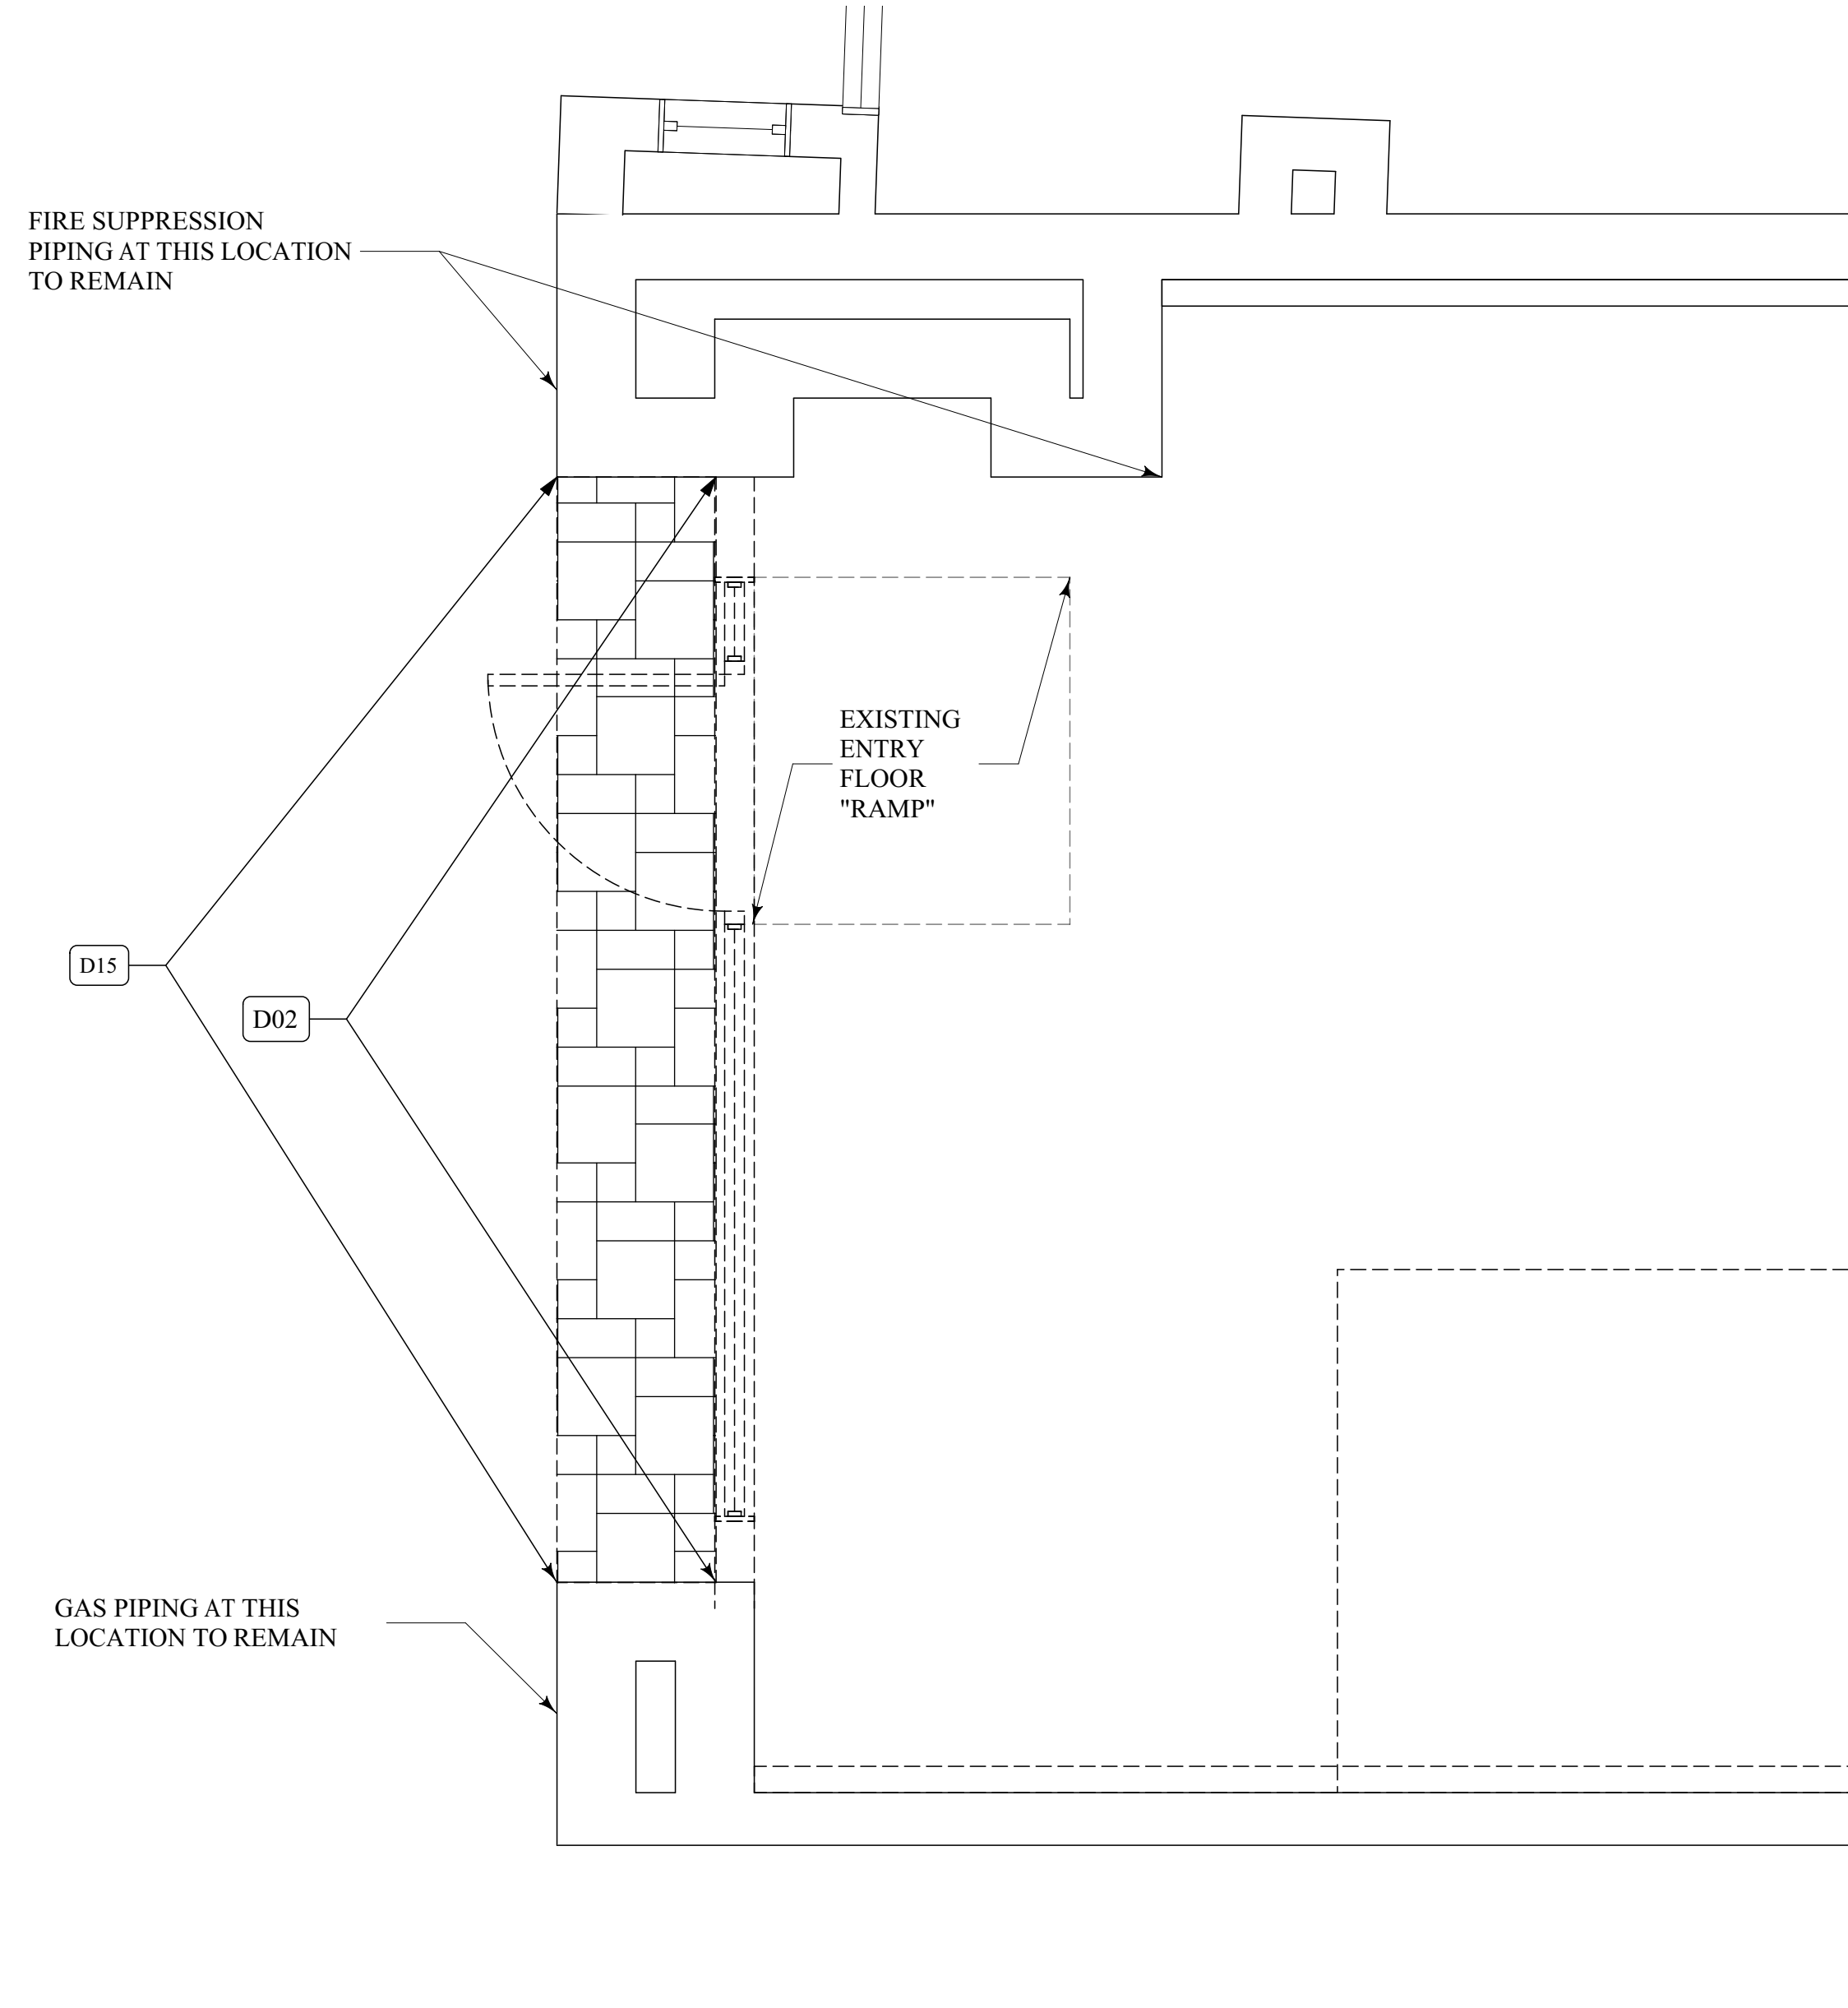 FIRE SUPPRESSION
PIPING AT THIS LOCATION
TO REMAIN
EXISTING
ENTRY
FLOOR
"RAMP"
D15
D02
GAS PIPING AT THIS
LOCATION TO REMAIN